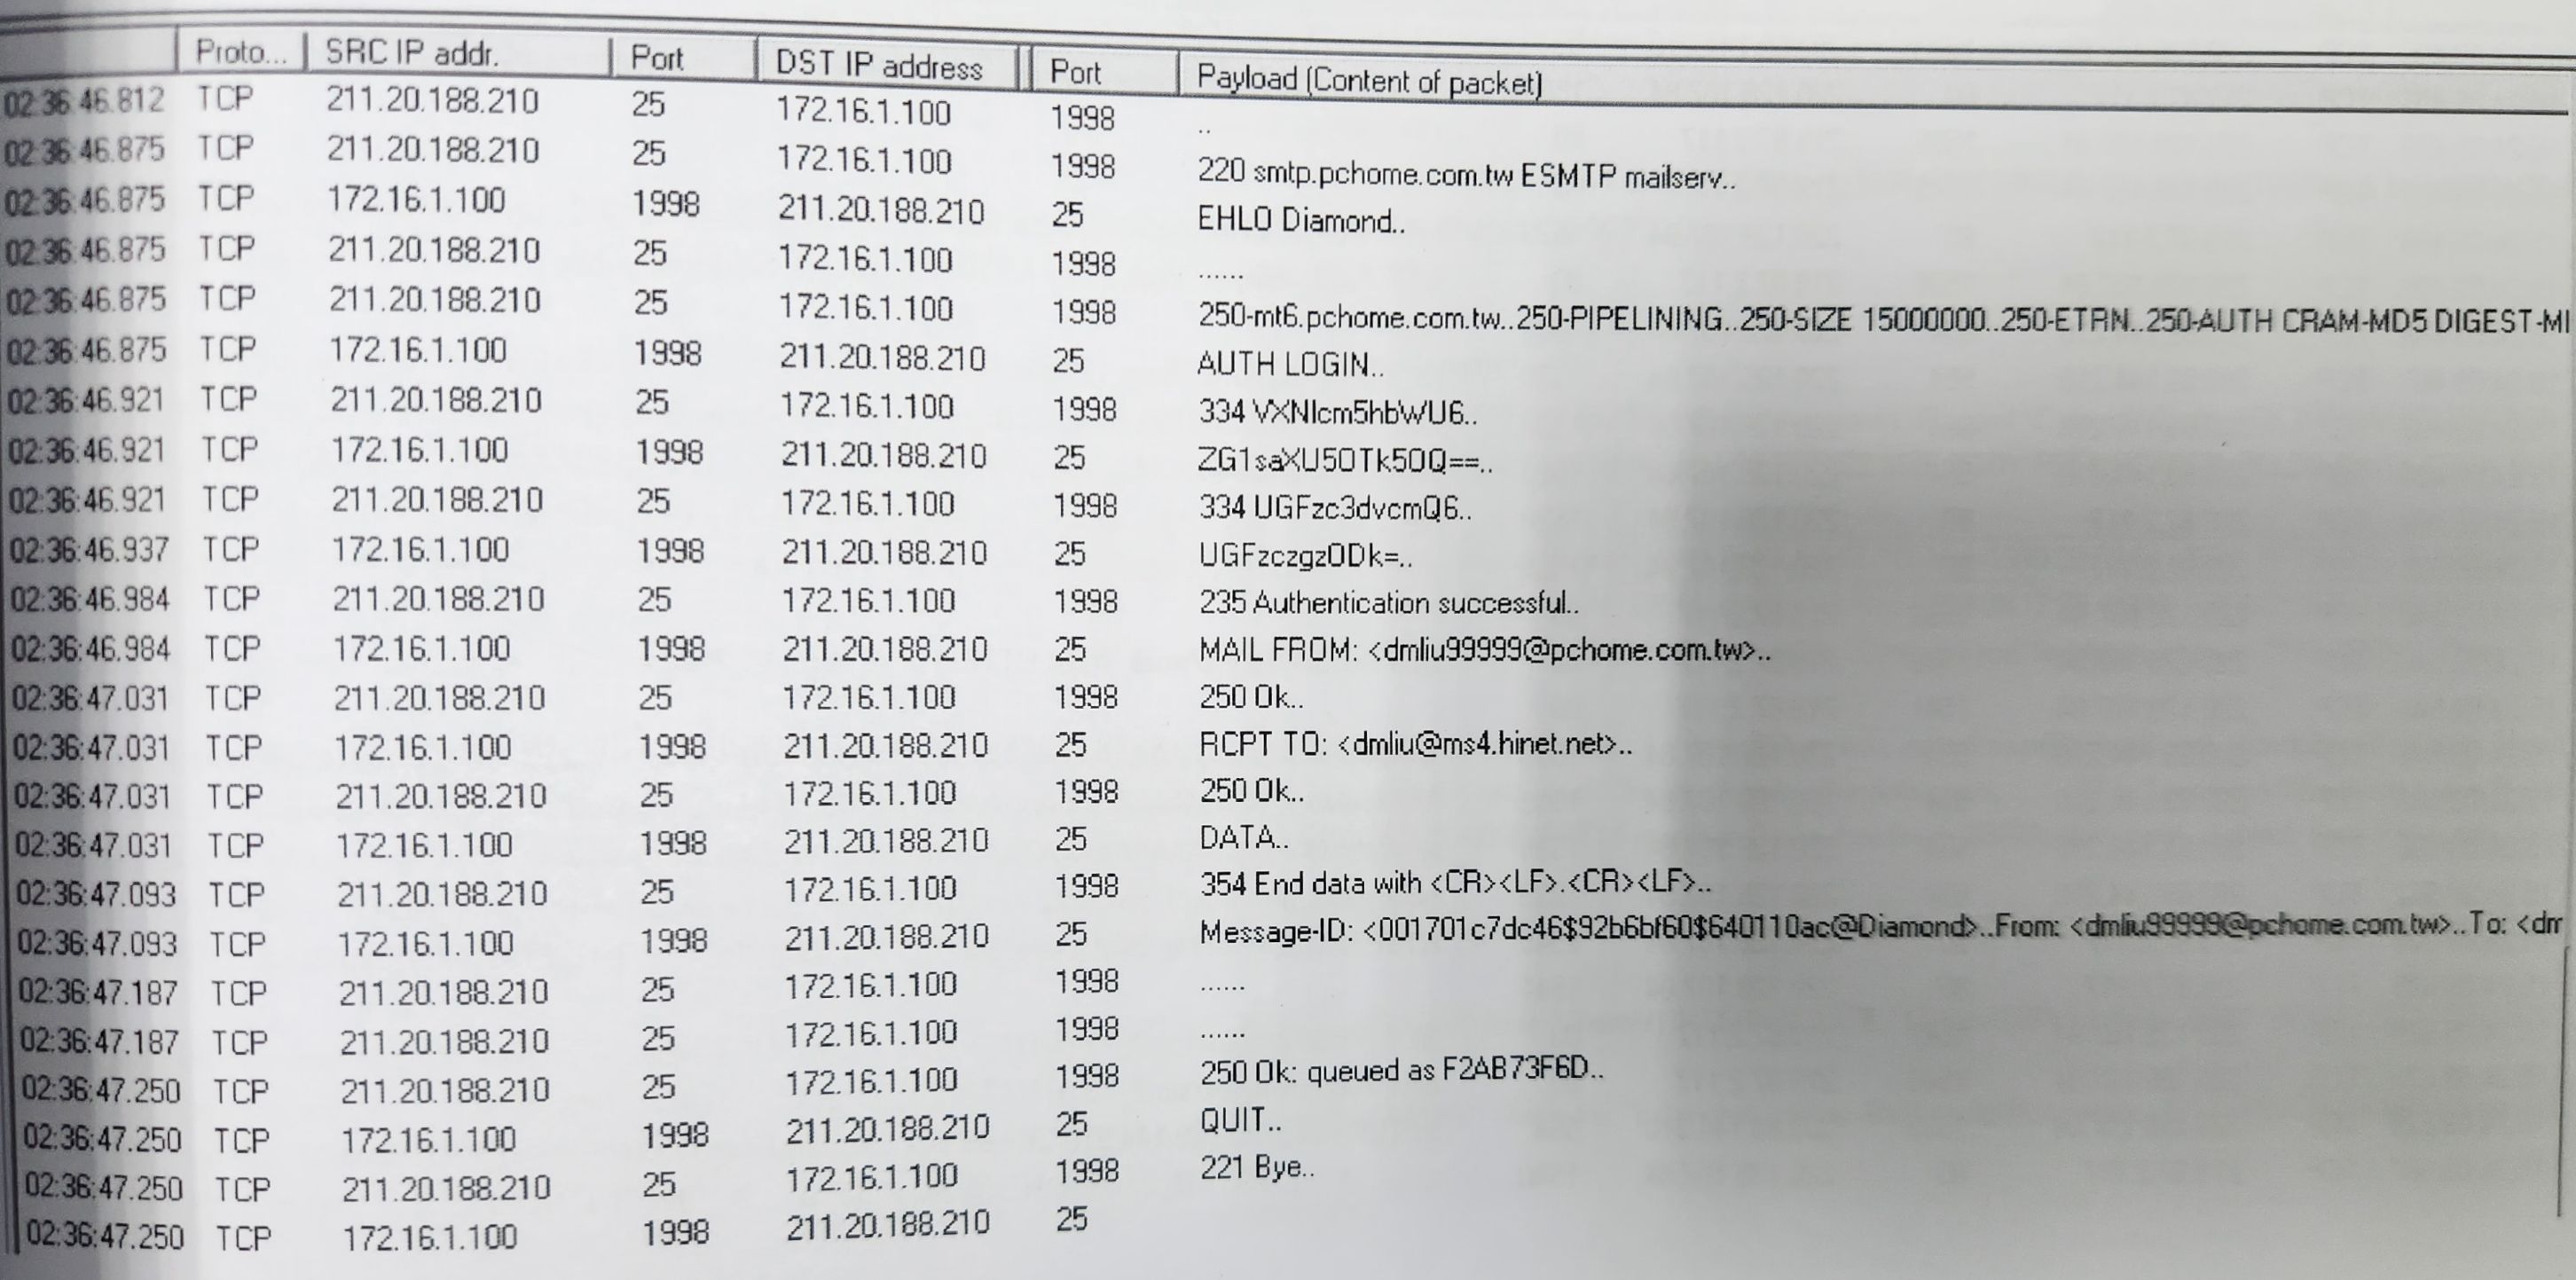 Proto... SRC IP addr. Port DST IP address Port Payload (Content of packet)
02:36:46.812 TCP 211.20.188.210 25 172.16.1.100 1998 ..
02:36:46.875 TCP 211.20.188.210 25 172.16.1.100 1998 220 smtp.pchome.com.tw ESMTP mailserv..
02:36:46.875 TCP 172.16.1.100 1998 211.20.188.210 25 EHLO Diamond..
02:36:46.875 TCP 211.20.188.210 25 172.16.1.100 1998 ......
02:36:46.875 TCP 211.20.188.210 25 172.16.1.100 1998 250-mt6.pchome.com.tw..250-PIPELINING..250-SIZE 15000000..250-ETRN..250-AUTH CRAM-MD5 DIGEST-MI
02:36:46.875 TCP 172.16.1.100 1998 211.20.188.210 25 AUTH LOGIN..
02:36:46.921 TCP 211.20.188.210 25 172.16.1.100 1998 334 VXNlcm5hbWU6..
02:36:46.921 TCP 172.16.1.100 1998 211.20.188.210 25 ZG1saXU5OTk5OQ==..
02:36:46.921 TCP 211.20.188.210 25 172.16.1.100 1998 334 UGFzc3dvcmQ6..
02:36:46.937 TCP 172.16.1.100 1998 211.20.188.210 25 UGFzczgzODk=..
02:36:46.984 TCP 211.20.188.210 25 172.16.1.100 1998 235 Authentication successful..
02:36:46.984 TCP 172.16.1.100 1998 211.20.188.210 25 MAIL FROM: <dmliu99999@pchome.com.tw>..
02:36:47.031 TCP 211.20.188.210 25 172.16.1.100 1998 250 Ok..
02:36:47.031 TCP 172.16.1.100 1998 211.20.188.210 25 RCPT TO: <dmliu@ms4.hinet.net>..
02:36:47.031 TCP 211.20.188.210 25 172.16.1.100 1998 250 Ok..
02:36:47.031 TCP 172.16.1.100 1998 211.20.188.210 25 DATA..
02:36:47.093 TCP 211.20.188.210 25 172.16.1.100 1998 354 End data with <CR><LF>.<CR><LF>..
02:36:47.093 TCP 172.16.1.100 1998 211.20.188.210 25 Message-ID: <001701c7dc46$92b6bf60$640110ac@Diamond>..From: <dmliu99999@pchome.com.tw>..To: <dm
02:36:47.187 TCP 211.20.188.210 25 172.16.1.100 1998 ......
02:36:47.187 TCP 211.20.188.210 25 172.16.1.100 1998 ......
02:36:47.250 TCP 211.20.188.210 25 172.16.1.100 1998 250 Ok: queued as F2AB73F6D..
02:36:47.250 TCP 172.16.1.100 1998 211.20.188.210 25 QUIT..
02:36:47.250 TCP 211.20.188.210 25 172.16.1.100 1998 221 Bye..
02:36:47.250 TCP 172.16.1.100 1998 211.20.188.210 25